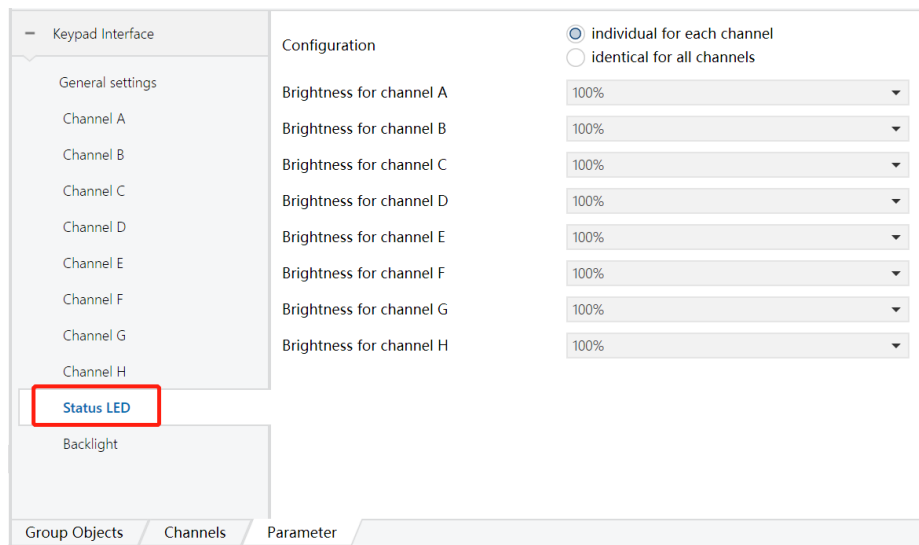 Keypad Interface
General settings
Channel A
Channel B
Channel C
Channel D
Channel E
Channel F
Channel G
Channel H
Status LED
Backlight
Configuration
individual for each channel
identical for all channels
Brightness for channel A 100%
Brightness for channel B 100%
Brightness for channel C 100%
Brightness for channel D 100%
Brightness for channel E 100%
Brightness for channel F 100%
Brightness for channel G 100%
Brightness for channel H 100%
Group Objects Channels Parameter